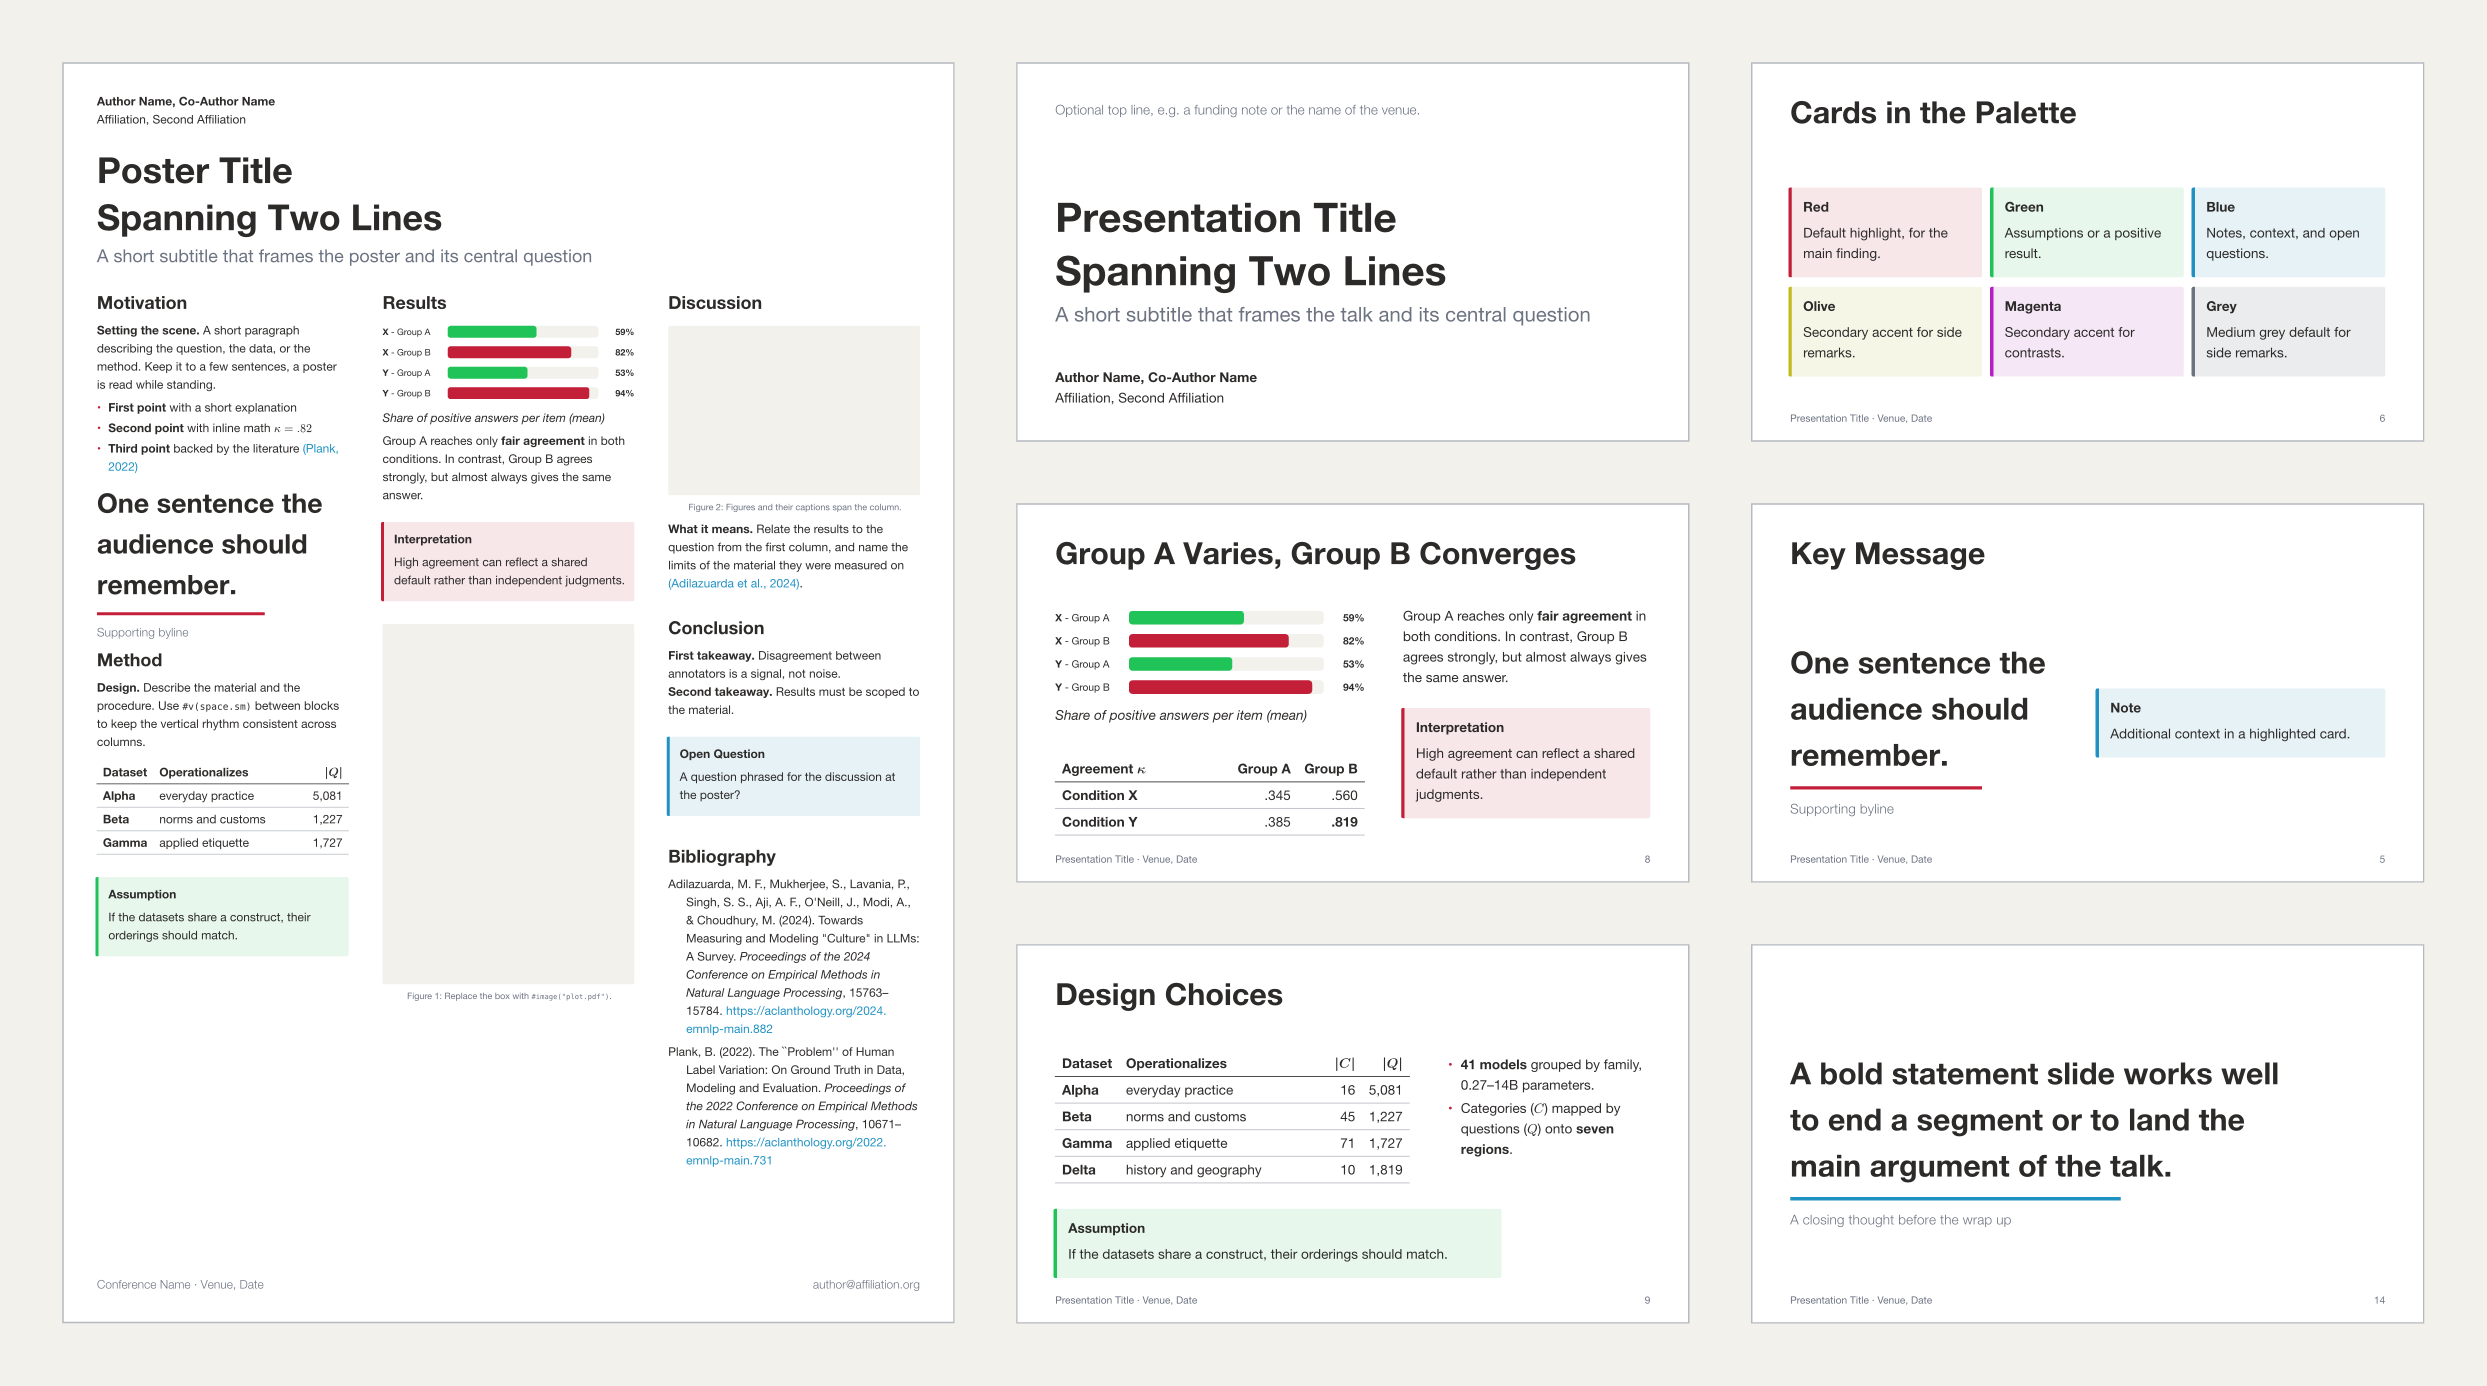 Author Name, Co-Author Name
Affiliation, Second Affiliation
Poster Title
Spanning Two Lines
A short subtitle that frames the poster and its central question
Motivation
Setting the scene. A short paragraph
describing the question, the data, or the
method. Keep it to a few sentences, a poster
is read while standing.
• First point with a short explanation
• Second point with inline math κ = .82
• Third point backed by the literature (Plank,
2022)
One sentence the
audience should
remember.
Supporting byline
Method
Design. Describe the material and the
procedure. Use #v(space.sm) between blocks
to keep the vertical rhythm consistent across
columns.
Dataset Operationalizes |Q|
Alpha everyday practice 5,081
Beta norms and customs 1,227
Gamma applied etiquette 1,727
Assumption
If the datasets share a construct, their
orderings should match.
Results
X - Group A 59%
X - Group B 82%
Y - Group A 53%
Y - Group B 94%
Share of positive answers per item (mean)
Group A reaches only fair agreement in both
conditions. In contrast, Group B agrees
strongly, but almost always gives the same
answer.
Interpretation
High agreement can reflect a shared
default rather than independent judgments.
Figure 1: Replace the box with #image("plot.pdf").
Discussion
Figure 2: Figures and their captions span the column.
What it means. Relate the results to the
question from the first column, and name the
limits of the material they were measured on
(Adilazuarda et al., 2024).
Conclusion
First takeaway. Disagreement between
annotators is a signal, not noise.
Second takeaway. Results must be scoped to
the material.
Open Question
A question phrased for the discussion at
the poster?
Bibliography
Adilazuarda, M. F., Mukherjee, S., Lavania, P.,
Singh, S. S., Aji, A. F., O'Neill, J., Modi, A.,
& Choudhury, M. (2024). Towards
Measuring and Modeling "Culture" in LLMs:
A Survey. Proceedings of the 2024
Conference on Empirical Methods in
Natural Language Processing, 15763–
15784. https://aclanthology.org/2024.
emnlp-main.882
Plank, B. (2022). The ``Problem'' of Human
Label Variation: On Ground Truth in Data,
Modeling and Evaluation. Proceedings of
the 2022 Conference on Empirical Methods
in Natural Language Processing, 10671–
10682. https://aclanthology.org/2022.
emnlp-main.731
Conference Name · Venue, Date
author@affiliation.org
Optional top line, e.g. a funding note or the name of the venue.
Presentation Title
Spanning Two Lines
A short subtitle that frames the talk and its central question
Author Name, Co-Author Name
Affiliation, Second Affiliation
Cards in the Palette
Red
Default highlight, for the
main finding.
Green
Assumptions or a positive
result.
Blue
Notes, context, and open
questions.
Olive
Secondary accent for side
remarks.
Magenta
Secondary accent for
contrasts.
Grey
Medium grey default for
side remarks.
Presentation Title · Venue, Date 6
Group A Varies, Group B Converges
X - Group A 59%
X - Group B 82%
Y - Group A 53%
Y - Group B 94%
Share of positive answers per item (mean)
Agreement κ Group A Group B
Condition X .345 .560
Condition Y .385 .819
Group A reaches only fair agreement in
both conditions. In contrast, Group B
agrees strongly, but almost always gives
the same answer.
Interpretation
High agreement can reflect a shared
default rather than independent
judgments.
Presentation Title · Venue, Date 8
Key Message
One sentence the
audience should
remember.
Supporting byline
Note
Additional context in a highlighted card.
Presentation Title · Venue, Date 5
Design Choices
Dataset Operationalizes |C| |Q|
Alpha everyday practice 16 5,081
Beta norms and customs 45 1,227
Gamma applied etiquette 71 1,727
Delta history and geography 10 1,819
• 41 models grouped by family,
0.27–14B parameters.
• Categories (C) mapped by
questions (Q) onto seven
regions.
Assumption
If the datasets share a construct, their orderings should match.
Presentation Title · Venue, Date 9
A bold statement slide works well
to end a segment or to land the
main argument of the talk.
A closing thought before the wrap up
Presentation Title · Venue, Date 14